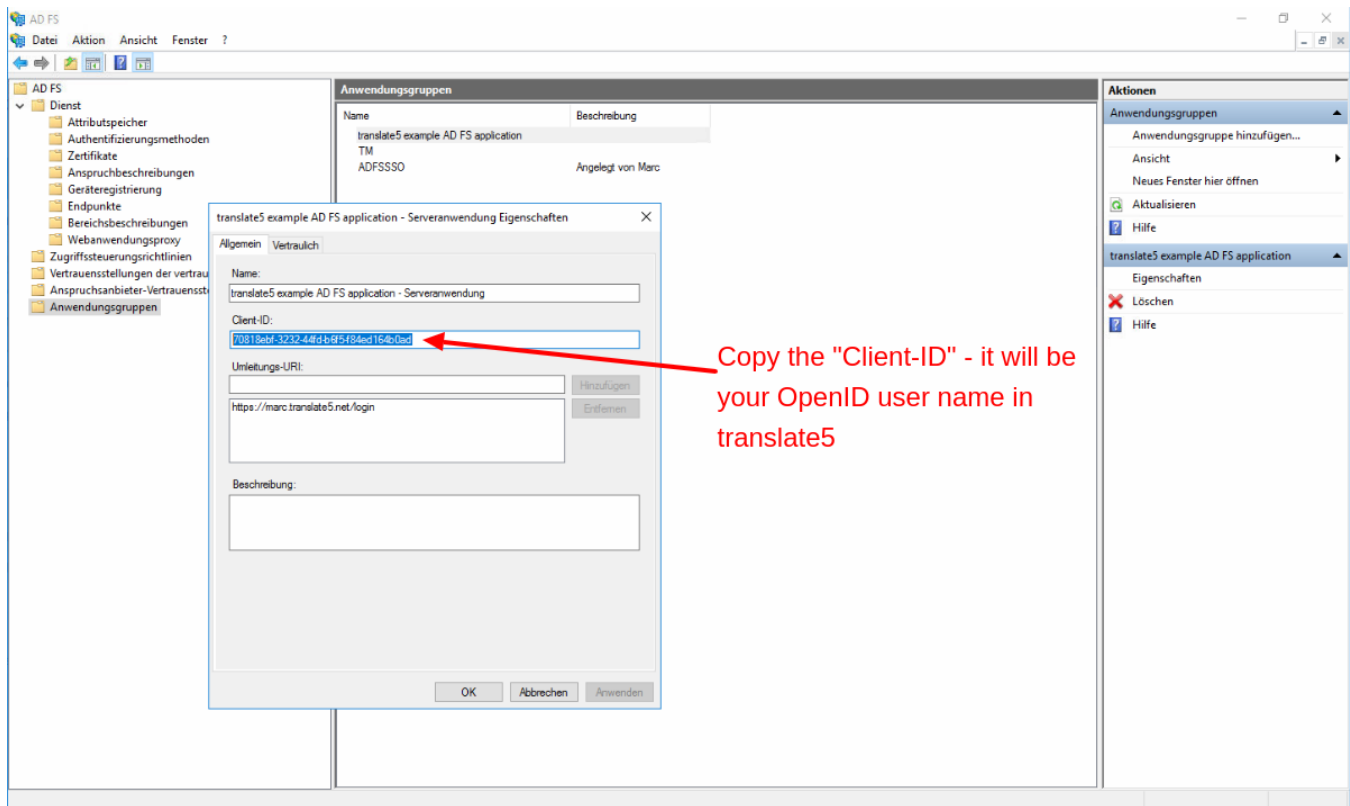 AD FS
Datei Aktion Ansicht Fenster ?
AD FS
Dienst
Attributspeicher
Authentifizierungsmethoden
Zertifikate
Anspruchbeschreibungen
Geräteregistrierung
Endpunkte
Bereichsbeschreibungen
Webanwendungsproxy
Zugriffssteuerungsrichtlinien
Vertrauensstellungen der vertrau
Anspruchsanbieter-Vertrauensst
Anwendungsgruppen
Anwendungsgruppen
Name Beschreibung
translate5 example AD FS application
TM
ADFSSSO Angelegt von Marc
translate5 example AD FS application - Serveranwendung Eigenschaften
Allgemein Vertraulich
Name:
translate5 example AD FS application - Serveranwendung
Client-ID:
70818ebf-3232-44fd-b6f5-f84ed164b0ad
Umleitungs-URI:
Hinzufügen
https://marc.translate5.net/login
Entfernen
Beschreibung:
OK Abbrechen Anwenden
Copy the "Client-ID" - it will be
your OpenID user name in
translate5
Aktionen
Anwendungsgruppen
Anwendungsgruppe hinzufügen...
Ansicht
Neues Fenster hier öffnen
Aktualisieren
Hilfe
translate5 example AD FS application
Eigenschaften
Löschen
Hilfe